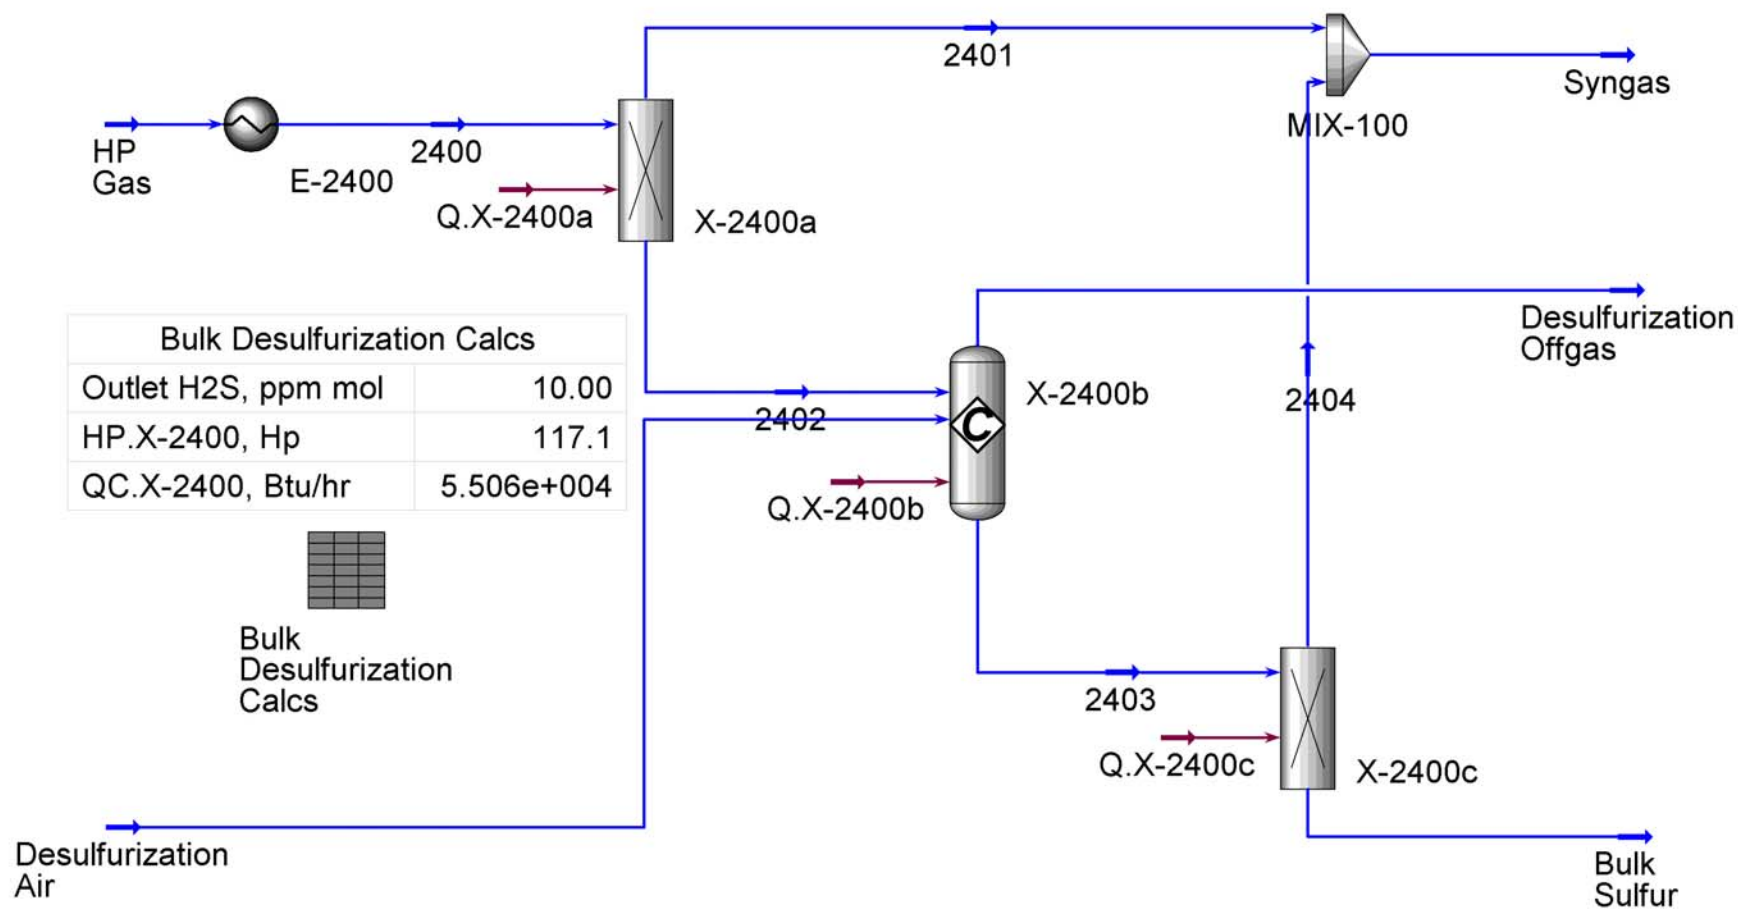 2401
Syngas
MIX-100
HP
Gas
2400
E-2400
Q.X-2400a
X-2400a
Desulfurization
Offgas
Bulk Desulfurization Calcs
Outlet H2S, ppm mol 10.00
HP.X-2400, Hp 117.1
QC.X-2400, Btu/hr 5.506e+004
2402
C
X-2400b
2404
Q.X-2400b
Bulk
Desulfurization
Calcs
2403
Q.X-2400c
X-2400c
Desulfurization
Air
Bulk
Sulfur